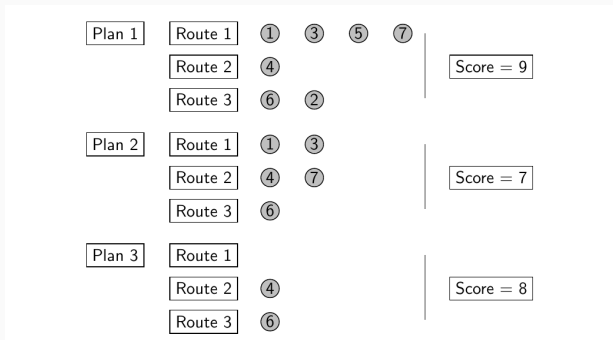 Plan 1 Route 1 1 3 5 7
Route 2 4 Score = 9
Route 3 6 2
Plan 2 Route 1 1 3
Route 2 4 7 Score = 7
Route 3 6
Plan 3 Route 1
Route 2 4 Score = 8
Route 3 6